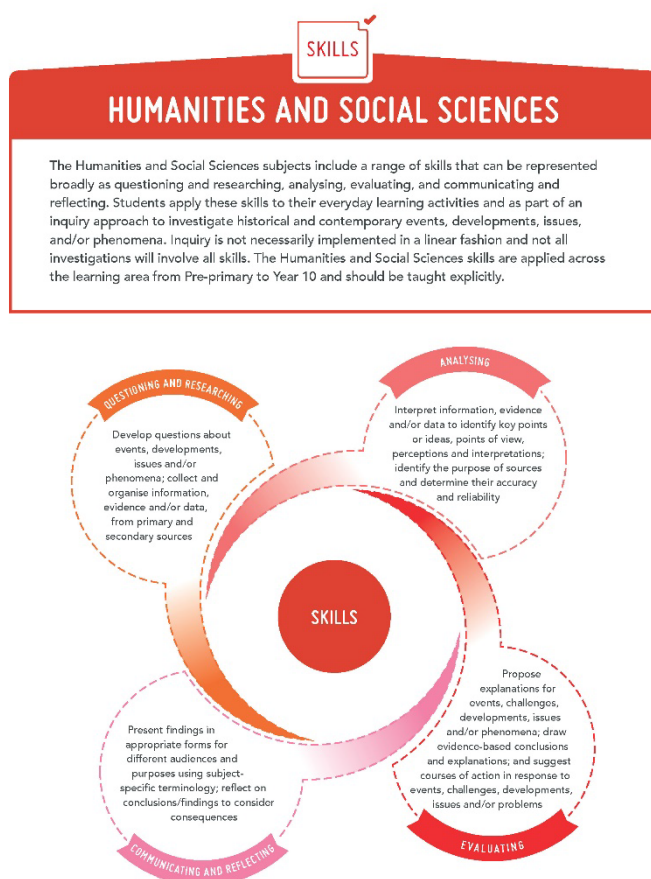 SKILLS
HUMANITIES AND SOCIAL SCIENCES
The Humanities and Social Sciences subjects include a range of skills that can be represented
broadly as questioning and researching, analysing, evaluating, and communicating and
reflecting. Students apply these skills to their everyday learning activities and as part of an
inquiry approach to investigate historical and contemporary events, developments, issues,
and/or phenomena. Inquiry is not necessarily implemented in a linear fashion and not all
investigations will involve all skills. The Humanities and Social Sciences skills are applied across
the learning area from Pre-primary to Year 10 and should be taught explicitly.
QUESTIONING AND RESEARCHING
Develop questions about
events, developments,
issues and/or
phenomena; collect and
organise information,
evidence and/or data,
from primary and
secondary sources
ANALYSING
Interpret information, evidence
and/or data to identify key points
or ideas, points of view,
perceptions and interpretations;
identify the purpose of sources
and determine their accuracy
and reliability
SKILLS
Propose
explanations for
events, challenges,
developments, issues
and/or phenomena; draw
evidence-based conclusions
and explanations; and suggest
courses of action in response to
events, challenges, developments,
issues and/or problems
EVALUATING
Present findings in
appropriate forms for
different audiences and
purposes using subject-
specific terminology; reflect on
conclusions/findings to consider
consequences
COMMUNICATING AND REFLECTING